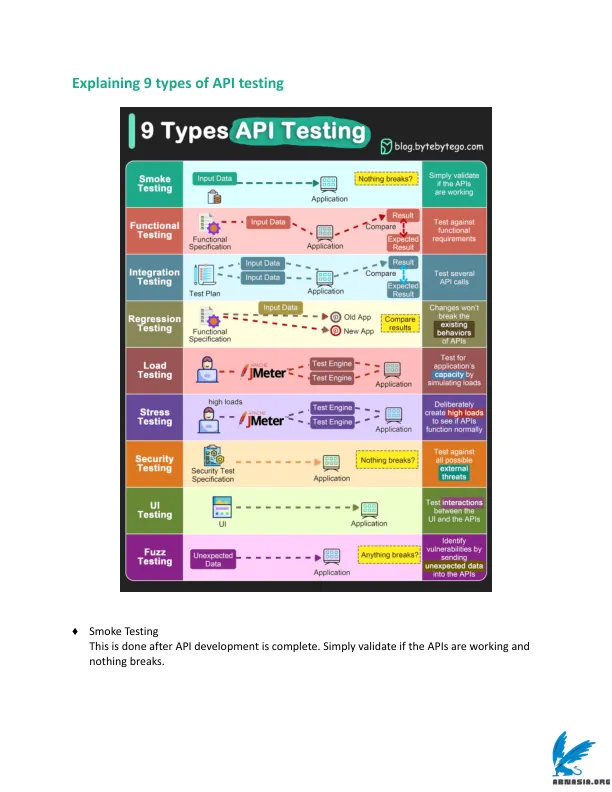 Explaining 9 types of API testing
9 Types API Testing
blog.bytebytego.com
Smoke
Testing
Input Data
Application
Nothing breaks?
Simply validate
if the APIs
are working
Functional
Testing
Functional
Specification
Input Data
Application
Result
Compare
Expected
Result
Test against
functional
requirements
Integration
Testing
Test Plan
Input Data
Input Data
Application
Result
Compare
Expected
Result
Test several
API calls
Regression
Testing
Functional
Specification
Input Data
Old App
New App
Compare
results
Changes won't
break the
existing
behaviors
of APIs
Load
Testing
APACHE
JMeter
Test Engine
Test Engine
Application
Test for
application's
capacity by
simulating loads
Stress
Testing
high loads
APACHE
JMeter
Test Engine
Test Engine
Application
Deliberately
create high loads
to see if APIs
function normally
Security
Testing
Security Test
Specification
Application
Nothing breaks?
Test against
all possible
external
threats
UI
Testing
UI
Application
Test interactions
between the
UI and the APIs
Fuzz
Testing
Unexpected
Data
Application
Anything breaks?
Identify
vulnerabilities by
sending
unexpected data
into the APIs
♦ Smoke Testing
This is done after API development is complete. Simply validate if the APIs are working and
nothing breaks.
ABNASIA.ORG